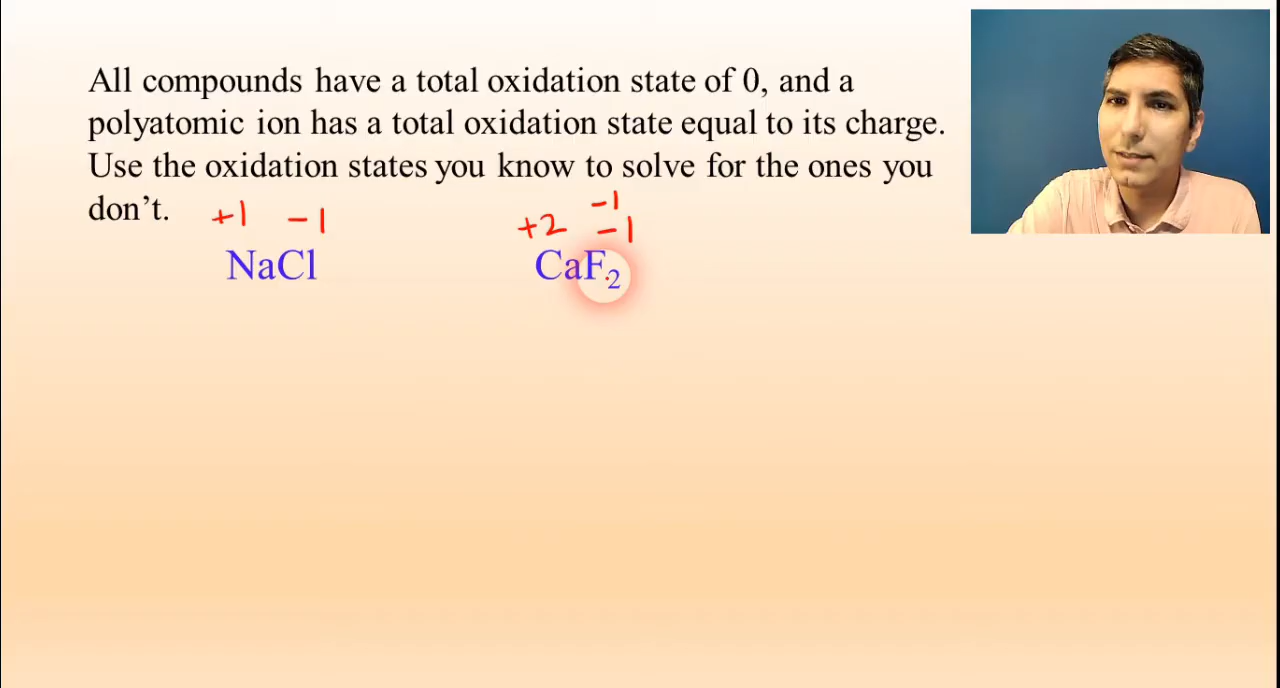 All compounds have a total oxidation state of 0, and a
polyatomic ion has a total oxidation state equal to its charge.
Use the oxidation states you know to solve for the ones you
don’t.
+1 −1
−1
+2 −1
NaCl CaF₂